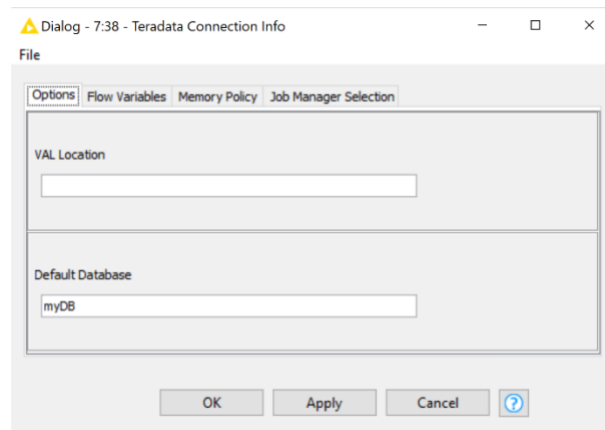 Dialog - 7:38 - Teradata Connection Info
File
Options Flow Variables Memory Policy Job Manager Selection
VAL Location
Default Database
myDB
OK Apply Cancel ?